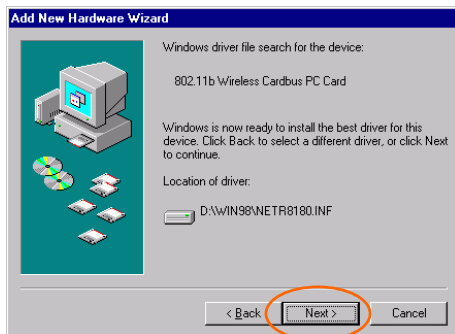 Add New Hardware Wizard
Windows driver file search for the device:
802.11b Wireless Cardbus PC Card
Windows is now ready to install the best driver for this
device. Click Back to select a different driver, or click Next
to continue.
Location of driver:
D:\WIN98\NETR8180.INF
< Back
Next >
Cancel